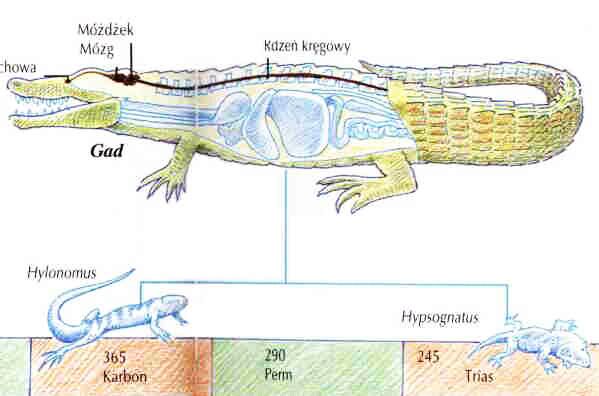 Móżdżek
Mózg
Rdzeń kręgowy
chowa
Gad
Hylonomus
Hypsognatus
365
Karbon
290
Perm
245
Trias